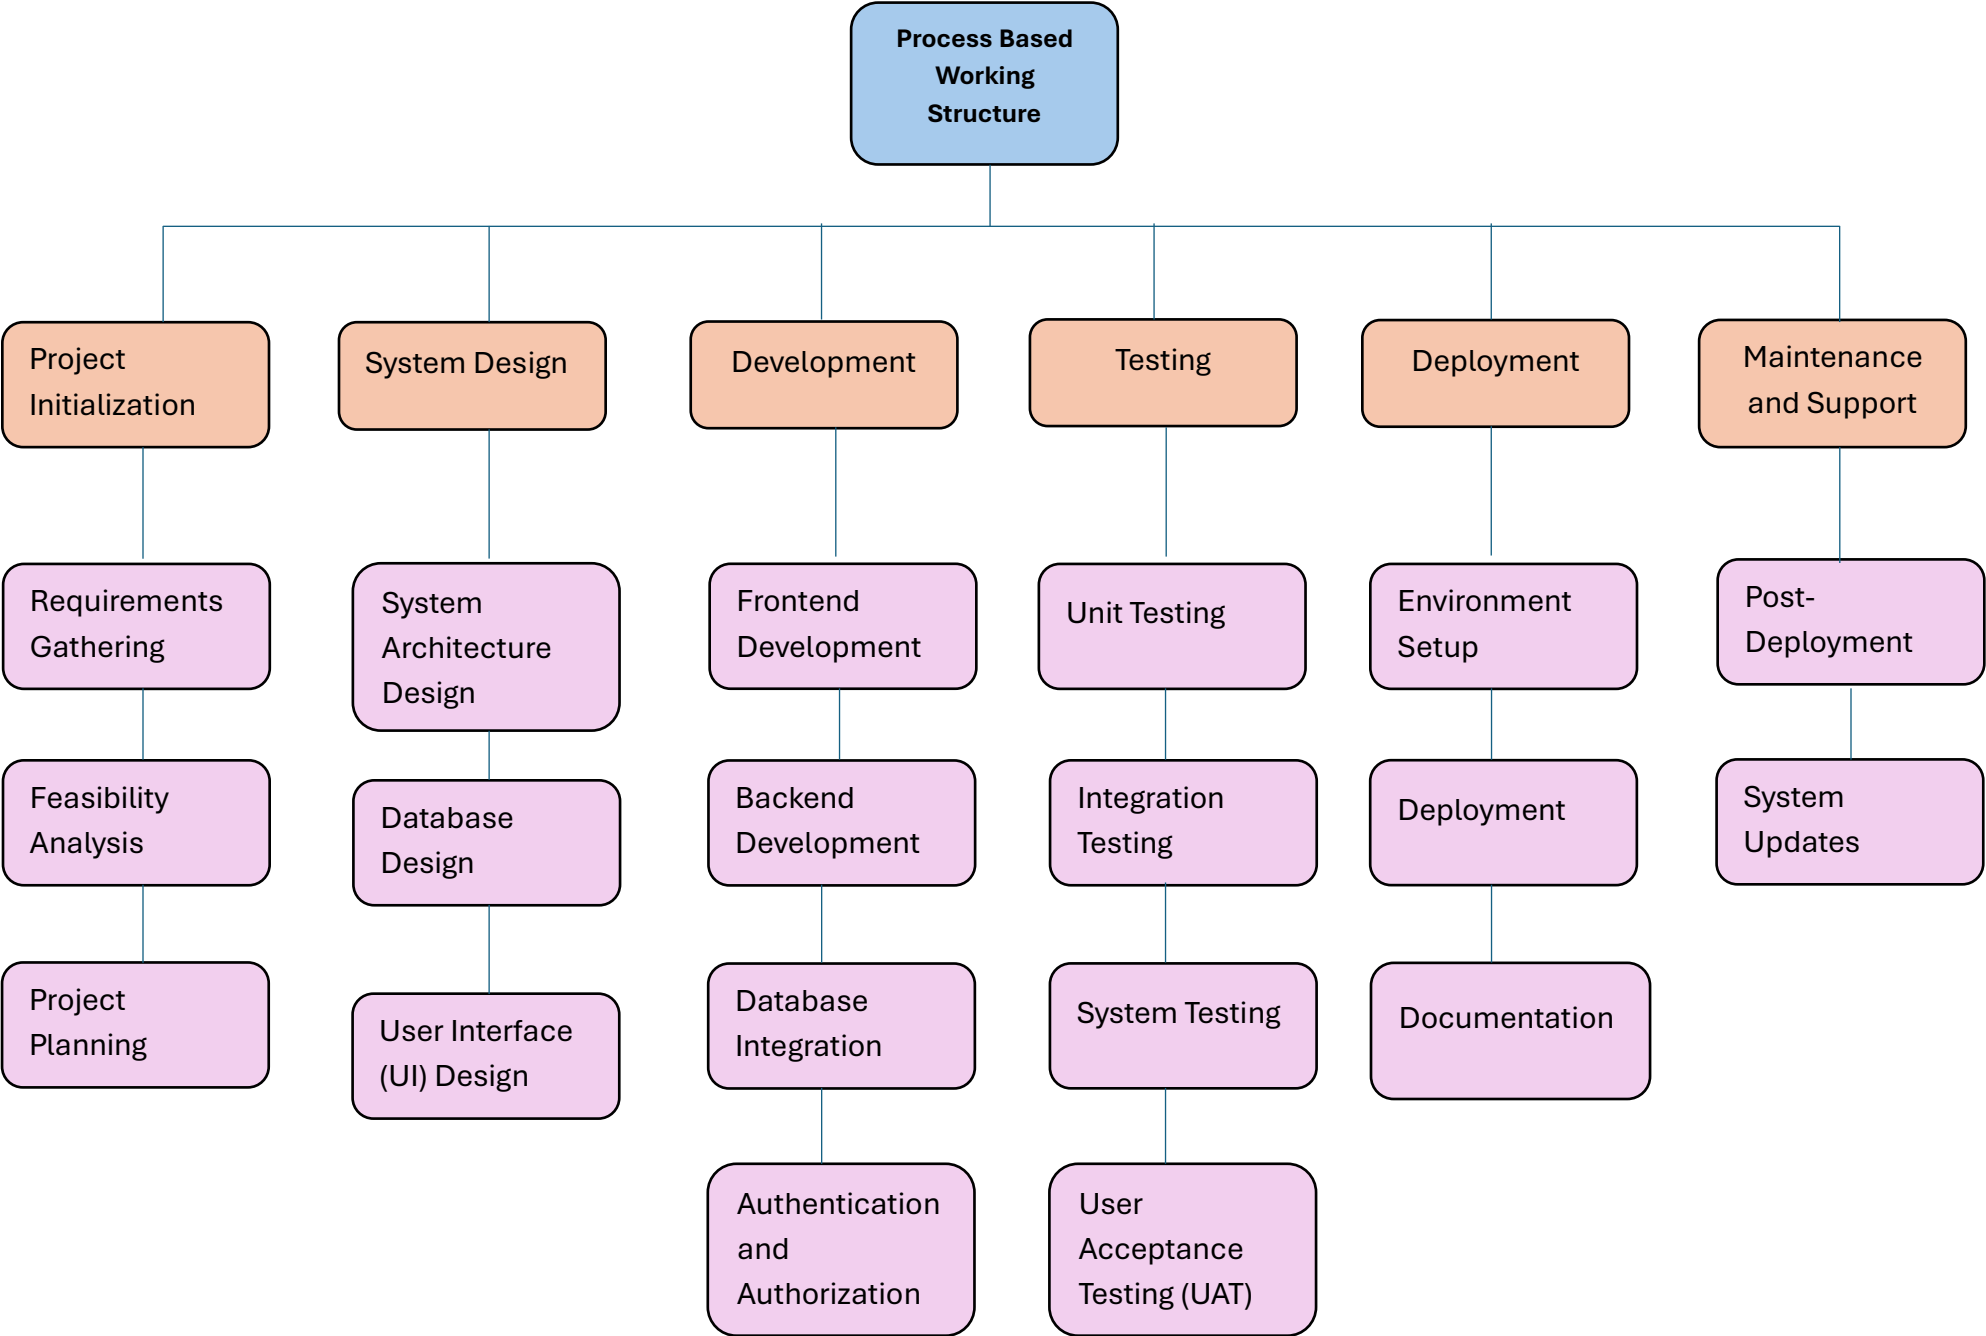 Process Based
Working
Structure
Project
Initialization
System Design
Development
Testing
Deployment
Maintenance
and Support
Requirements
Gathering
System
Architecture
Design
Frontend
Development
Unit Testing
Environment
Setup
Post-
Deployment
Feasibility
Analysis
Database
Design
Backend
Development
Integration
Testing
Deployment
System
Updates
Project
Planning
User Interface
(UI) Design
Database
Integration
System Testing
Documentation
Authentication
and
Authorization
User
Acceptance
Testing (UAT)